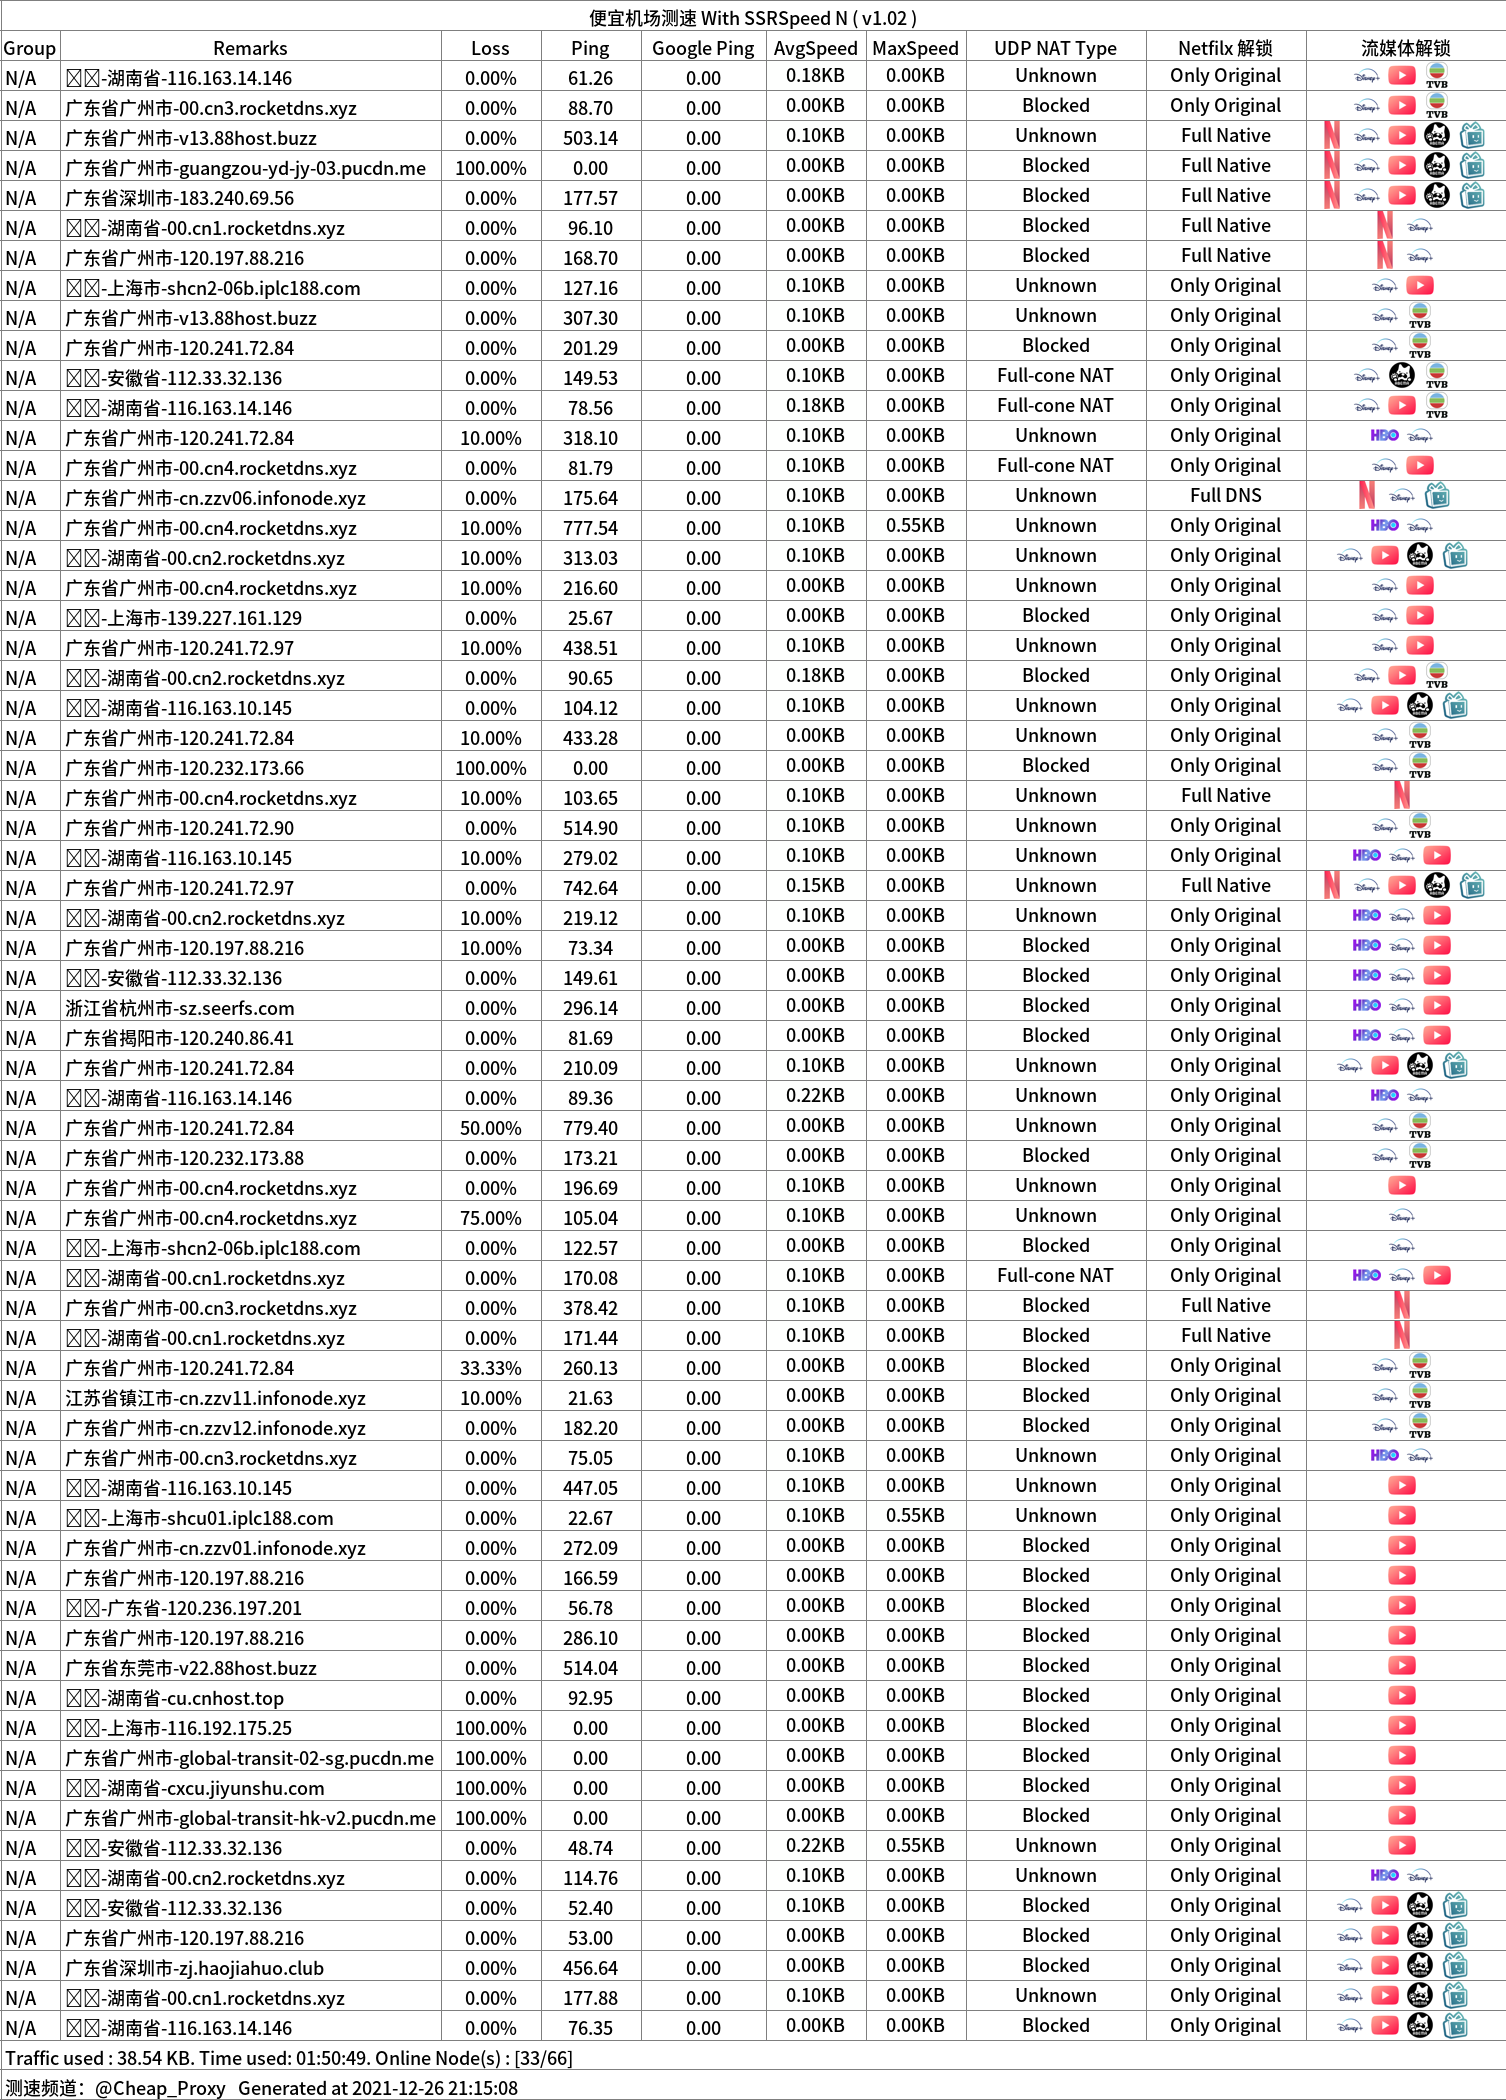 便宜机场测速 With SSRSpeed N ( v1.02 )
Group Remarks Loss Ping Google Ping AvgSpeed MaxSpeed UDP NAT Type Netfilx 解锁 流媒体解锁
N/A -湖南省-116.163.14.146 0.00% 61.26 0.00 0.18KB 0.00KB Unknown Only Original Disney+ TVB
N/A 广东省广州市-00.cn3.rocketdns.xyz 0.00% 88.70 0.00 0.00KB 0.00KB Blocked Only Original Disney+ TVB
N/A 广东省广州市-v13.88host.buzz 0.00% 503.14 0.00 0.10KB 0.00KB Unknown Full Native N Disney+
N/A 广东省广州市-guangzou-yd-jy-03.pucdn.me 100.00% 0.00 0.00 0.00KB 0.00KB Blocked Full Native N Disney+
N/A 广东省深圳市-183.240.69.56 0.00% 177.57 0.00 0.00KB 0.00KB Blocked Full Native N Disney+
N/A -湖南省-00.cn1.rocketdns.xyz 0.00% 96.10 0.00 0.00KB 0.00KB Blocked Full Native N Disney+
N/A 广东省广州市-120.197.88.216 0.00% 168.70 0.00 0.00KB 0.00KB Blocked Full Native N Disney+
N/A -上海市-shcn2-06b.iplc188.com 0.00% 127.16 0.00 0.10KB 0.00KB Unknown Only Original Disney+
N/A 广东省广州市-v13.88host.buzz 0.00% 307.30 0.00 0.10KB 0.00KB Unknown Only Original Disney+ TVB
N/A 广东省广州市-120.241.72.84 0.00% 201.29 0.00 0.00KB 0.00KB Blocked Only Original Disney+ TVB
N/A -安徽省-112.33.32.136 0.00% 149.53 0.00 0.10KB 0.00KB Full-cone NAT Only Original Disney+ TVB
N/A -湖南省-116.163.14.146 0.00% 78.56 0.00 0.18KB 0.00KB Full-cone NAT Only Original Disney+ TVB
N/A 广东省广州市-120.241.72.84 10.00% 318.10 0.00 0.10KB 0.00KB Unknown Only Original HBO Disney+
N/A 广东省广州市-00.cn4.rocketdns.xyz 0.00% 81.79 0.00 0.10KB 0.00KB Full-cone NAT Only Original Disney+
N/A 广东省广州市-cn.zzv06.infonode.xyz 0.00% 175.64 0.00 0.10KB 0.00KB Unknown Full DNS N Disney+
N/A 广东省广州市-00.cn4.rocketdns.xyz 10.00% 777.54 0.00 0.10KB 0.55KB Unknown Only Original HBO Disney+
N/A -湖南省-00.cn2.rocketdns.xyz 10.00% 313.03 0.00 0.10KB 0.00KB Unknown Only Original Disney+
N/A 广东省广州市-00.cn4.rocketdns.xyz 10.00% 216.60 0.00 0.00KB 0.00KB Unknown Only Original Disney+
N/A -上海市-139.227.161.129 0.00% 25.67 0.00 0.00KB 0.00KB Blocked Only Original Disney+
N/A 广东省广州市-120.241.72.97 10.00% 438.51 0.00 0.10KB 0.00KB Unknown Only Original Disney+
N/A -湖南省-00.cn2.rocketdns.xyz 0.00% 90.65 0.00 0.18KB 0.00KB Blocked Only Original Disney+ TVB
N/A -湖南省-116.163.10.145 0.00% 104.12 0.00 0.10KB 0.00KB Unknown Only Original Disney+
N/A 广东省广州市-120.241.72.84 10.00% 433.28 0.00 0.00KB 0.00KB Unknown Only Original Disney+ TVB
N/A 广东省广州市-120.232.173.66 100.00% 0.00 0.00 0.00KB 0.00KB Blocked Only Original Disney+ TVB
N/A 广东省广州市-00.cn4.rocketdns.xyz 10.00% 103.65 0.00 0.10KB 0.00KB Unknown Full Native N
N/A 广东省广州市-120.241.72.90 0.00% 514.90 0.00 0.10KB 0.00KB Unknown Only Original Disney+ TVB
N/A -湖南省-116.163.10.145 10.00% 279.02 0.00 0.10KB 0.00KB Unknown Only Original HBO Disney+
N/A 广东省广州市-120.241.72.97 0.00% 742.64 0.00 0.15KB 0.00KB Unknown Full Native N Disney+
N/A -湖南省-00.cn2.rocketdns.xyz 10.00% 219.12 0.00 0.10KB 0.00KB Unknown Only Original HBO Disney+
N/A 广东省广州市-120.197.88.216 10.00% 73.34 0.00 0.00KB 0.00KB Blocked Only Original HBO Disney+
N/A -安徽省-112.33.32.136 0.00% 149.61 0.00 0.00KB 0.00KB Blocked Only Original HBO Disney+
N/A 浙江省杭州市-sz.seerfs.com 0.00% 296.14 0.00 0.00KB 0.00KB Blocked Only Original HBO Disney+
N/A 广东省揭阳市-120.240.86.41 0.00% 81.69 0.00 0.00KB 0.00KB Blocked Only Original HBO Disney+
N/A 广东省广州市-120.241.72.84 0.00% 210.09 0.00 0.10KB 0.00KB Unknown Only Original Disney+
N/A -湖南省-116.163.14.146 0.00% 89.36 0.00 0.22KB 0.00KB Unknown Only Original HBO Disney+
N/A 广东省广州市-120.241.72.84 50.00% 779.40 0.00 0.00KB 0.00KB Unknown Only Original Disney+ TVB
N/A 广东省广州市-120.232.173.88 0.00% 173.21 0.00 0.00KB 0.00KB Blocked Only Original Disney+ TVB
N/A 广东省广州市-00.cn4.rocketdns.xyz 0.00% 196.69 0.00 0.10KB 0.00KB Unknown Only Original
N/A 广东省广州市-00.cn4.rocketdns.xyz 75.00% 105.04 0.00 0.10KB 0.00KB Unknown Only Original Disney+
N/A -上海市-shcn2-06b.iplc188.com 0.00% 122.57 0.00 0.00KB 0.00KB Blocked Only Original Disney+
N/A -湖南省-00.cn1.rocketdns.xyz 0.00% 170.08 0.00 0.10KB 0.00KB Full-cone NAT Only Original HBO Disney+
N/A 广东省广州市-00.cn3.rocketdns.xyz 0.00% 378.42 0.00 0.10KB 0.00KB Blocked Full Native N
N/A -湖南省-00.cn1.rocketdns.xyz 0.00% 171.44 0.00 0.10KB 0.00KB Blocked Full Native N
N/A 广东省广州市-120.241.72.84 33.33% 260.13 0.00 0.00KB 0.00KB Blocked Only Original Disney+ TVB
N/A 江苏省镇江市-cn.zzv11.infonode.xyz 10.00% 21.63 0.00 0.00KB 0.00KB Blocked Only Original Disney+ TVB
N/A 广东省广州市-cn.zzv12.infonode.xyz 0.00% 182.20 0.00 0.00KB 0.00KB Blocked Only Original Disney+ TVB
N/A 广东省广州市-00.cn3.rocketdns.xyz 0.00% 75.05 0.00 0.10KB 0.00KB Unknown Only Original HBO Disney+
N/A -湖南省-116.163.10.145 0.00% 447.05 0.00 0.10KB 0.00KB Unknown Only Original
N/A -上海市-shcu01.iplc188.com 0.00% 22.67 0.00 0.10KB 0.55KB Unknown Only Original
N/A 广东省广州市-cn.zzv01.infonode.xyz 0.00% 272.09 0.00 0.00KB 0.00KB Blocked Only Original
N/A 广东省广州市-120.197.88.216 0.00% 166.59 0.00 0.00KB 0.00KB Blocked Only Original
N/A -广东省-120.236.197.201 0.00% 56.78 0.00 0.00KB 0.00KB Blocked Only Original
N/A 广东省广州市-120.197.88.216 0.00% 286.10 0.00 0.00KB 0.00KB Blocked Only Original
N/A 广东省东莞市-v22.88host.buzz 0.00% 514.04 0.00 0.00KB 0.00KB Blocked Only Original
N/A -湖南省-cu.cnhost.top 0.00% 92.95 0.00 0.00KB 0.00KB Blocked Only Original
N/A -上海市-116.192.175.25 100.00% 0.00 0.00 0.00KB 0.00KB Blocked Only Original
N/A 广东省广州市-global-transit-02-sg.pucdn.me 100.00% 0.00 0.00 0.00KB 0.00KB Blocked Only Original
N/A -湖南省-cxcu.jiyunshu.com 100.00% 0.00 0.00 0.00KB 0.00KB Blocked Only Original
N/A 广东省广州市-global-transit-hk-v2.pucdn.me 100.00% 0.00 0.00 0.00KB 0.00KB Blocked Only Original
N/A -安徽省-112.33.32.136 0.00% 48.74 0.00 0.22KB 0.55KB Unknown Only Original
N/A -湖南省-00.cn2.rocketdns.xyz 0.00% 114.76 0.00 0.10KB 0.00KB Unknown Only Original HBO Disney+
N/A -安徽省-112.33.32.136 0.00% 52.40 0.00 0.10KB 0.00KB Blocked Only Original Disney+
N/A 广东省广州市-120.197.88.216 0.00% 53.00 0.00 0.00KB 0.00KB Blocked Only Original Disney+
N/A 广东省深圳市-zj.haojiahuo.club 0.00% 456.64 0.00 0.00KB 0.00KB Blocked Only Original Disney+
N/A -湖南省-00.cn1.rocketdns.xyz 0.00% 177.88 0.00 0.10KB 0.00KB Unknown Only Original Disney+
N/A -湖南省-116.163.14.146 0.00% 76.35 0.00 0.00KB 0.00KB Blocked Only Original Disney+
Traffic used : 38.54 KB. Time used: 01:50:49. Online Node(s) : [33/66]
测速频道：@Cheap_Proxy Generated at 2021-12-26 21:15:08